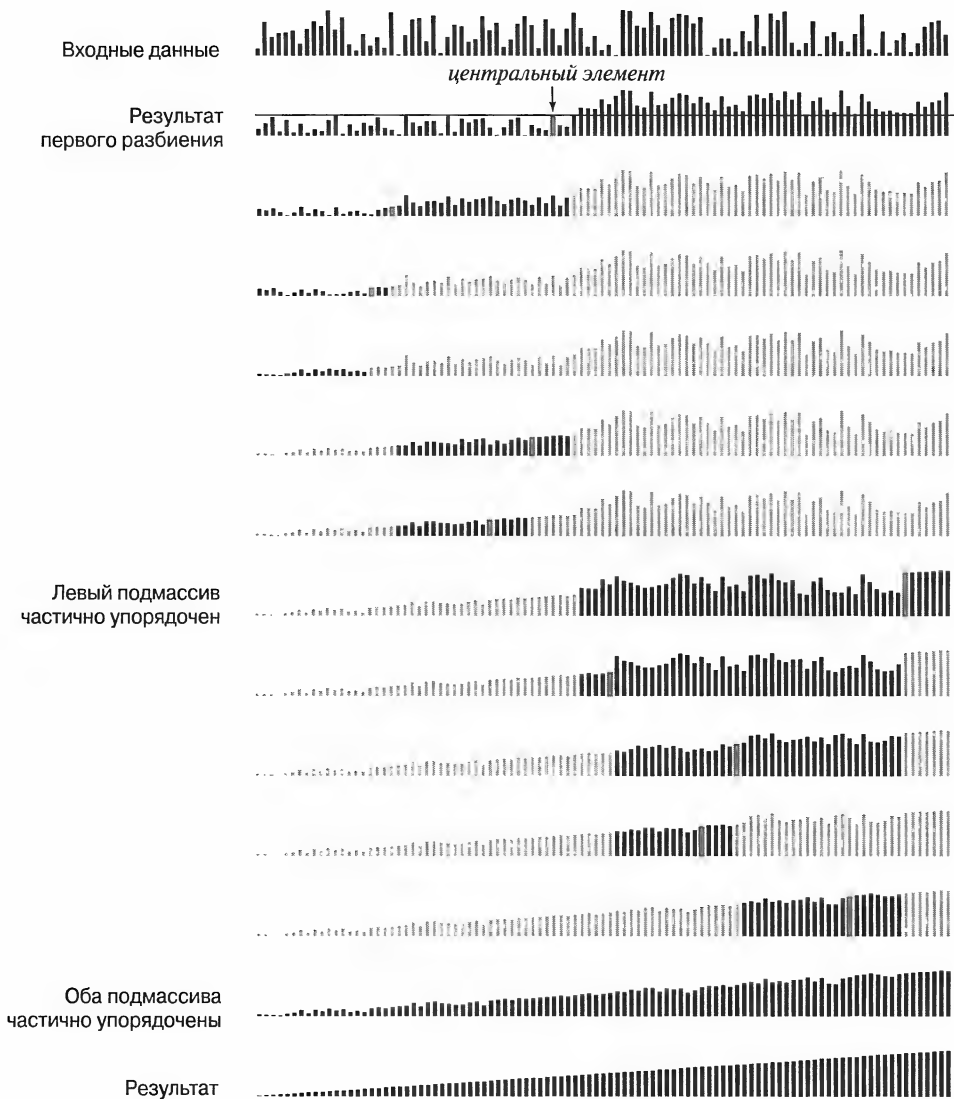 Входные данные
центральный элемент
Результат
первого разбиения
Левый подмассив
частично упорядочен
Оба подмассива
частично упорядочены
Результат